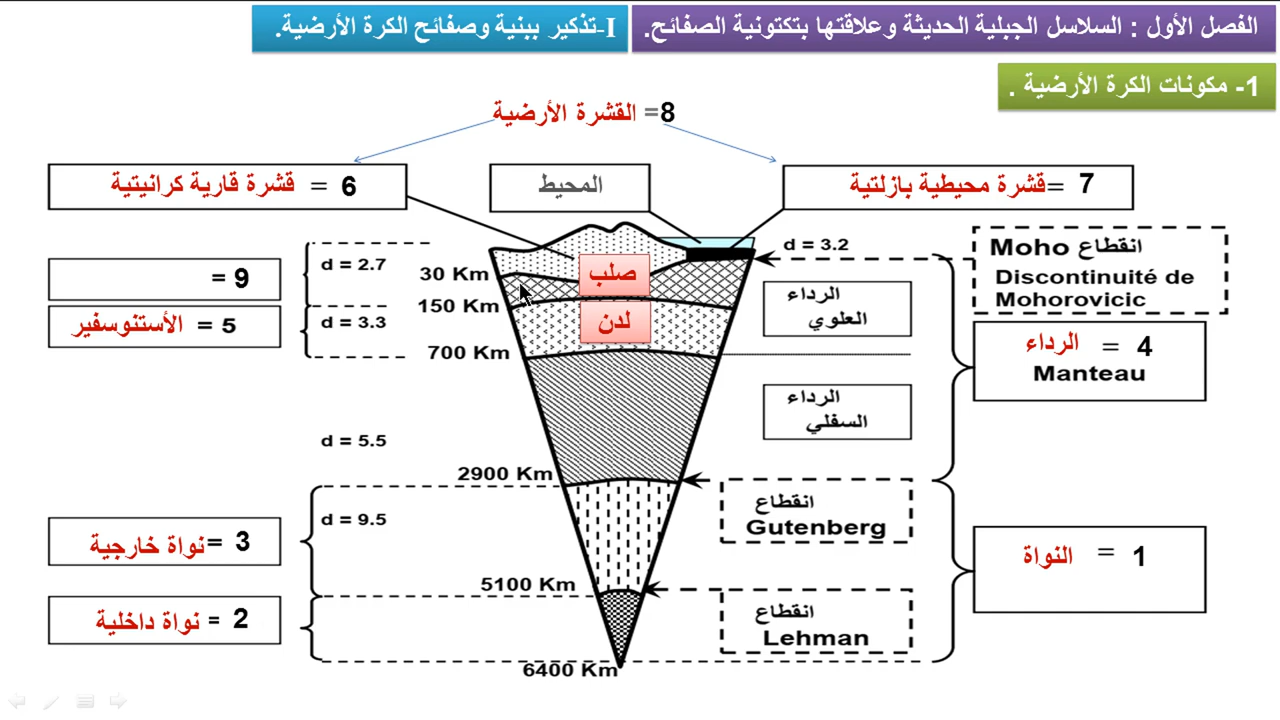 الفصل الأول : السلاسل الجبلية الحديثة وعلاقتها بتكتونية الصفائح.
I-تذكير ببنية وصفائح الكرة الأرضية.
1- مكونات الكرة الأرضية .
8= القشرة الأرضية
7 =قشرة محيطية بازلتية
المحيط
6 = قشرة قارية كرانيتية
انقطاع Moho
Discontinuité de
Mohorovicic
d = 3.2
d = 2.7
30 Km
صلب
9 =
150 Km
الرداء
العلوي
5 = الأستنوسفير
d = 3.3
لدن
700 Km
4 = الرداء
Manteau
الرداء
السفلي
d = 5.5
2900 Km
انقطاع
Gutenberg
d = 9.5
3 =نواة خارجية
1 = النواة
5100 Km
انقطاع
Lehman
2 = نواة داخلية
6400 Km